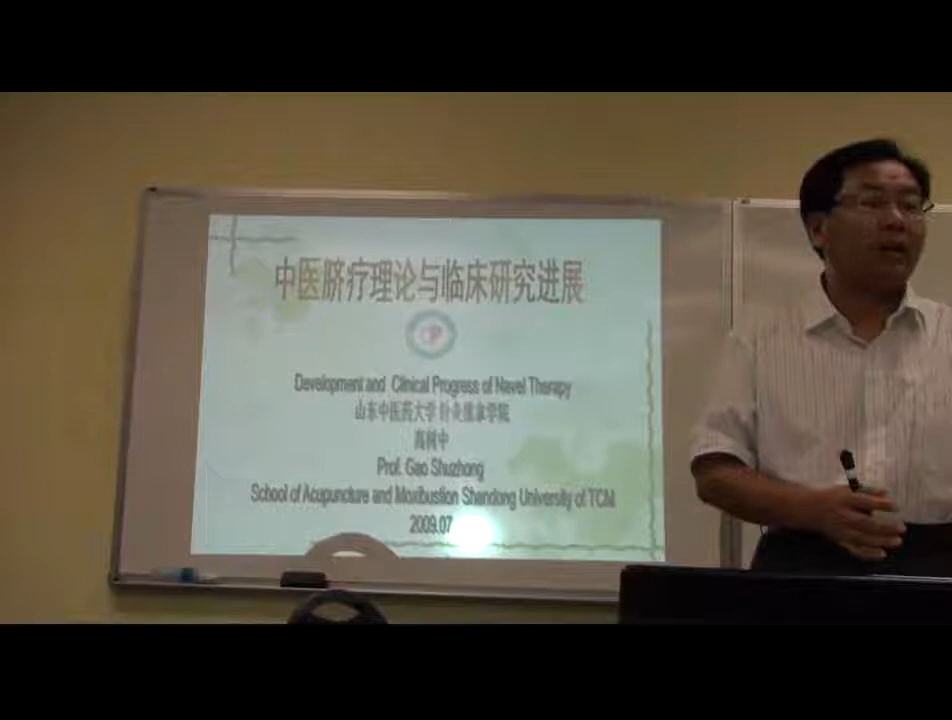 中医脐疗理论与临床研究进展
Development and Clinical Progress of Navel Therapy
山东中医药大学 针灸推拿学院
高树中
Prof. Gao Shuzhong
School of Acupuncture and Moxibustion Shandong University of TCM
2009.07